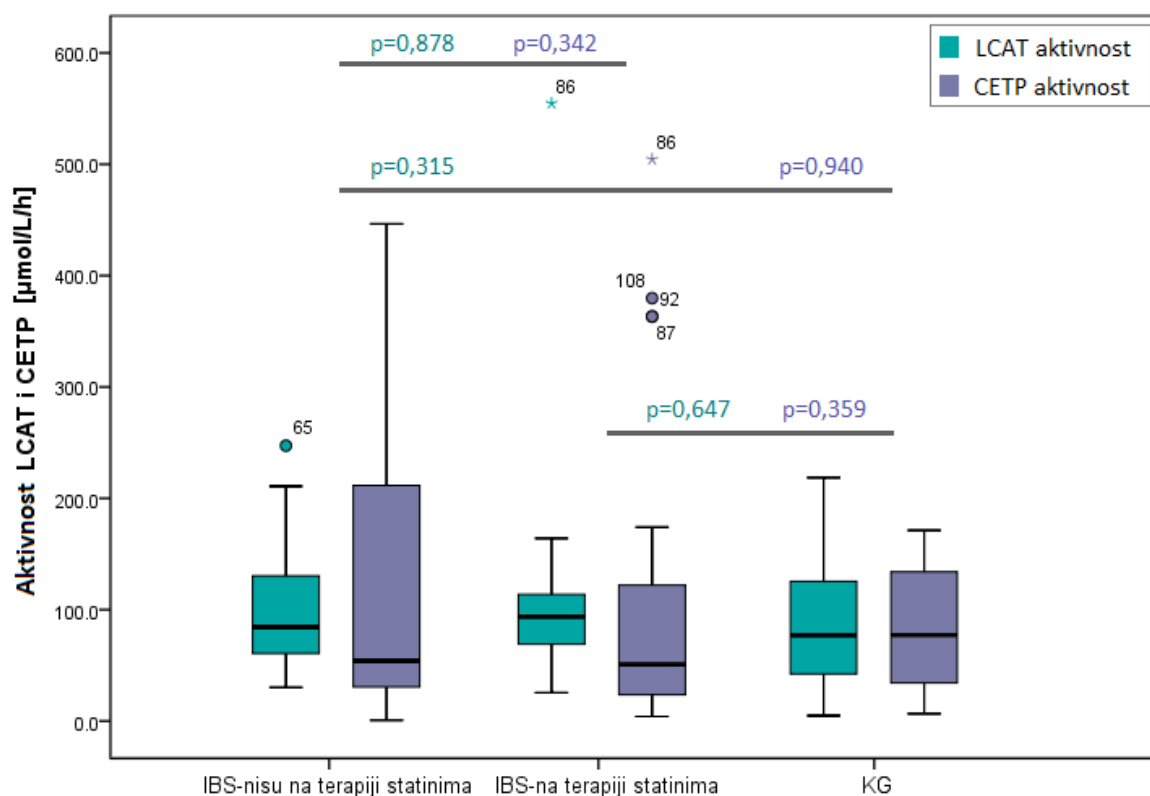 p=0,878 p=0,342
LCAT aktivnost
CETP aktivnost
600.0
86
86
500.0
p=0,315 p=0,940
400.0
108
92
87
300.0
p=0,647 p=0,359
65
200.0
100.0
0.0
Aktivnost LCAT i CETP [µmol/L/h]
IBS-nisu na terapiji statinima IBS-na terapiji statinima KG